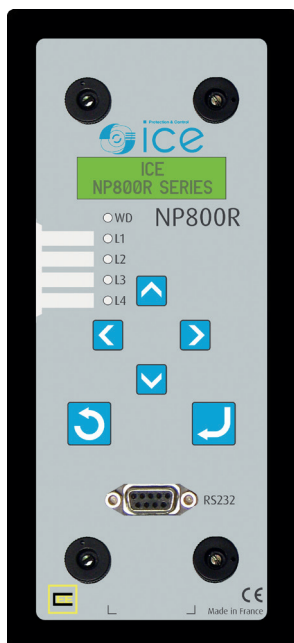 Protection & Control
ice
ICE
NP800R SERIES
WD NP800R
L1
L2
L3
L4
RS232
CE
Made in France